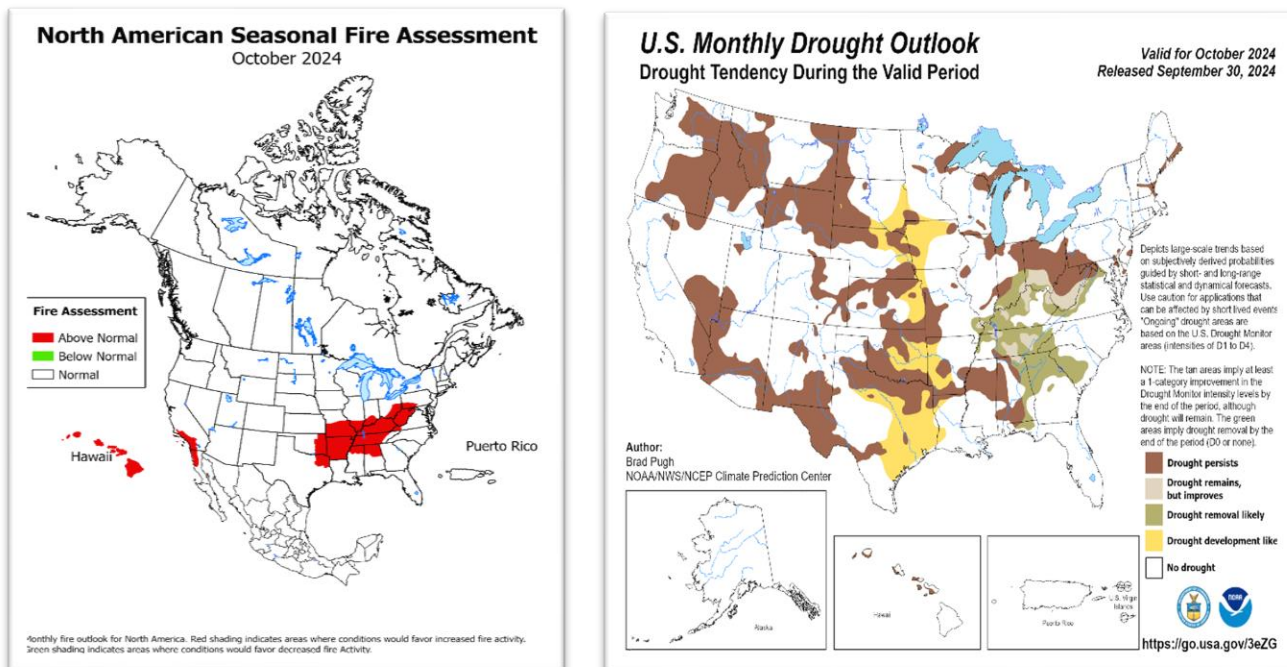 North American Seasonal Fire Assessment
October 2024
Fire Assessment
Above Normal
Below Normal
Normal
Hawaii
Puerto Rico
Monthly fire outlook for North America. Red shading indicates areas where conditions would favor increased fire activity.
Green shading indicates areas where conditions would favor decreased fire Activity.
U.S. Monthly Drought Outlook
Drought Tendency During the Valid Period
Valid for October 2024
Released September 30, 2024
Depicts large-scale trends based
on subjectively derived probabilities
guided by short- and long-range
statistical and dynamical forecasts.
Use caution for applications that
can be affected by short lived events
"Ongoing" drought areas are
based on the U.S. Drought Monitor
areas (intensities of D1 to D4).
NOTE: The tan areas imply at least
a 1-category improvement in the
Drought Monitor intensity levels by
the end of the period, although
drought will remain. The green
areas imply drought removal by the
end of the period (D0 or none).
Author:
Brad Pugh
NOAA/NWS/NCEP Climate Prediction Center
Drought persists
Drought remains,
but improves
Drought removal likely
Drought development like
No drought
Alaska
Hawaii
Puerto Rico
U.S. Virgin
Islands
NOAA
https://go.usa.gov/3eZG